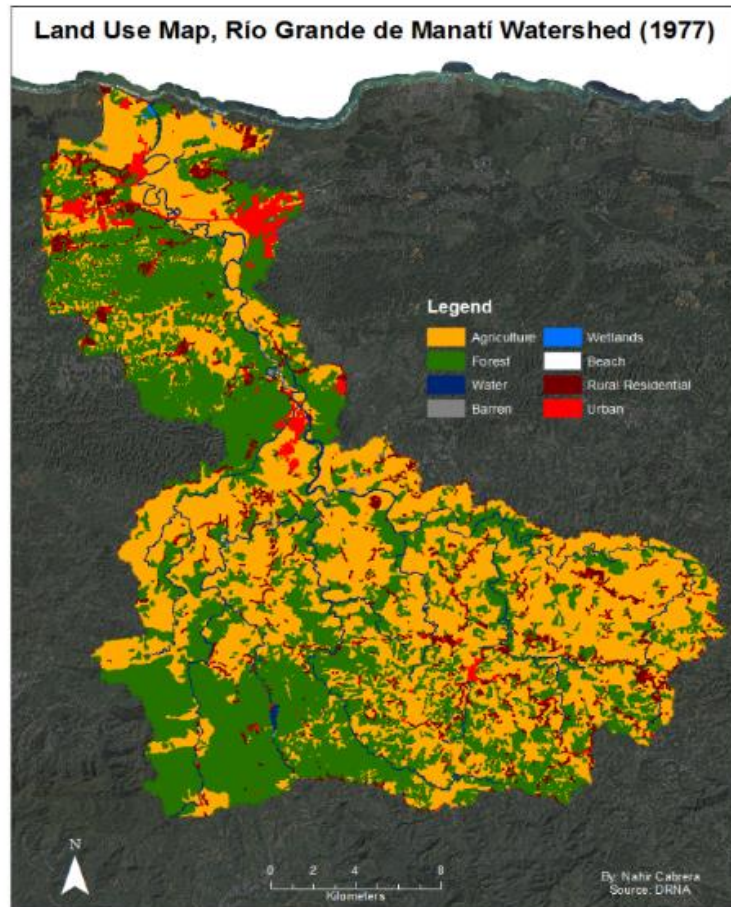 Land Use Map, Río Grande de Manatí Watershed (1977)
Legend
Agriculture
Wetlands
Forest
Beach
Water
Rural Residential
Barren
Urban
N
0 2 4 8
Kilometers
By: Nahir Cabrera
Source: DRNA